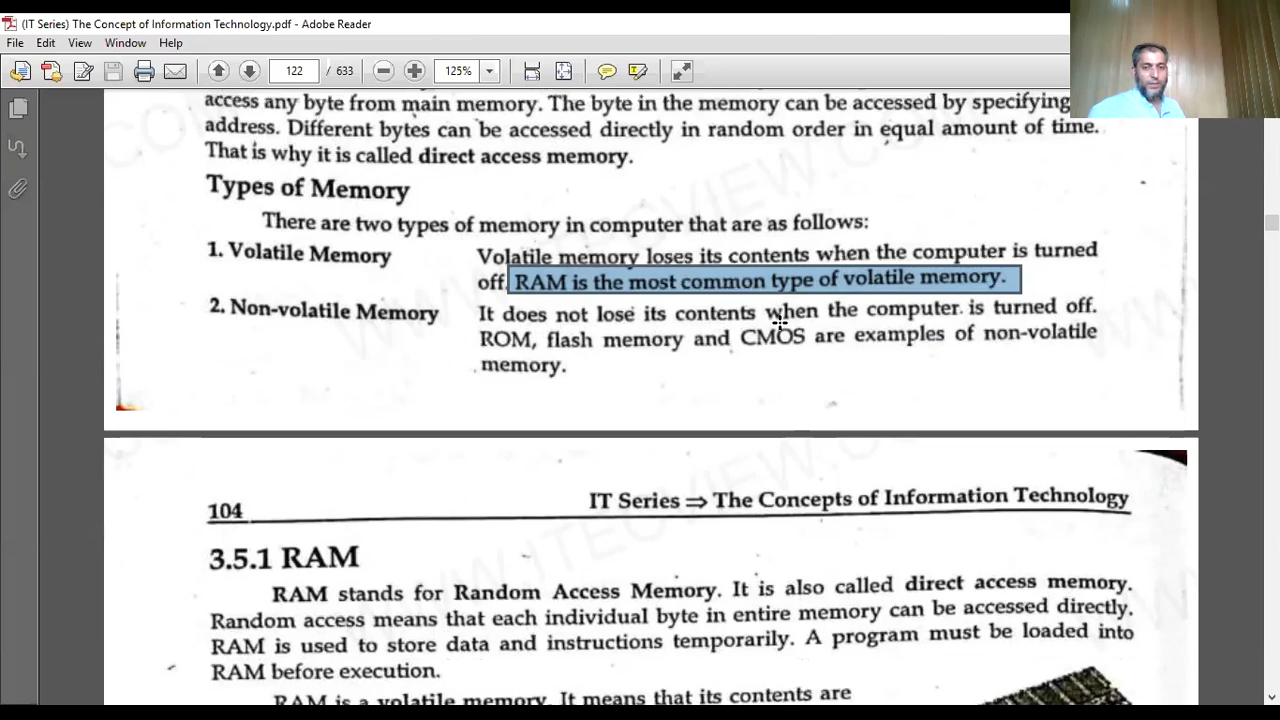 (IT Series) The Concept of Information Technology.pdf - Adobe Reader
File Edit View Window Help
122 / 633 125%
access any byte from main memory. The byte in the memory can be accessed by specifying
address. Different bytes can be accessed directly in random order in equal amount of time.
That is why it is called direct access memory.
Types of Memory
There are two types of memory in computer that are as follows:
1. Volatile Memory Volatile memory loses its contents when the computer is turned
off. RAM is the most common type of volatile memory.
2. Non-volatile Memory It does not lose its contents when the computer is turned off.
ROM, flash memory and CMOS are examples of non-volatile
memory.
104 IT Series ⇒ The Concepts of Information Technology
3.5.1 RAM
RAM stands for Random Access Memory. It is also called direct access memory.
Random access means that each individual byte in entire memory can be accessed directly.
RAM is used to store data and instructions temporarily. A program must be loaded into
RAM before execution.
RAM is a volatile memory. It means that its contents are